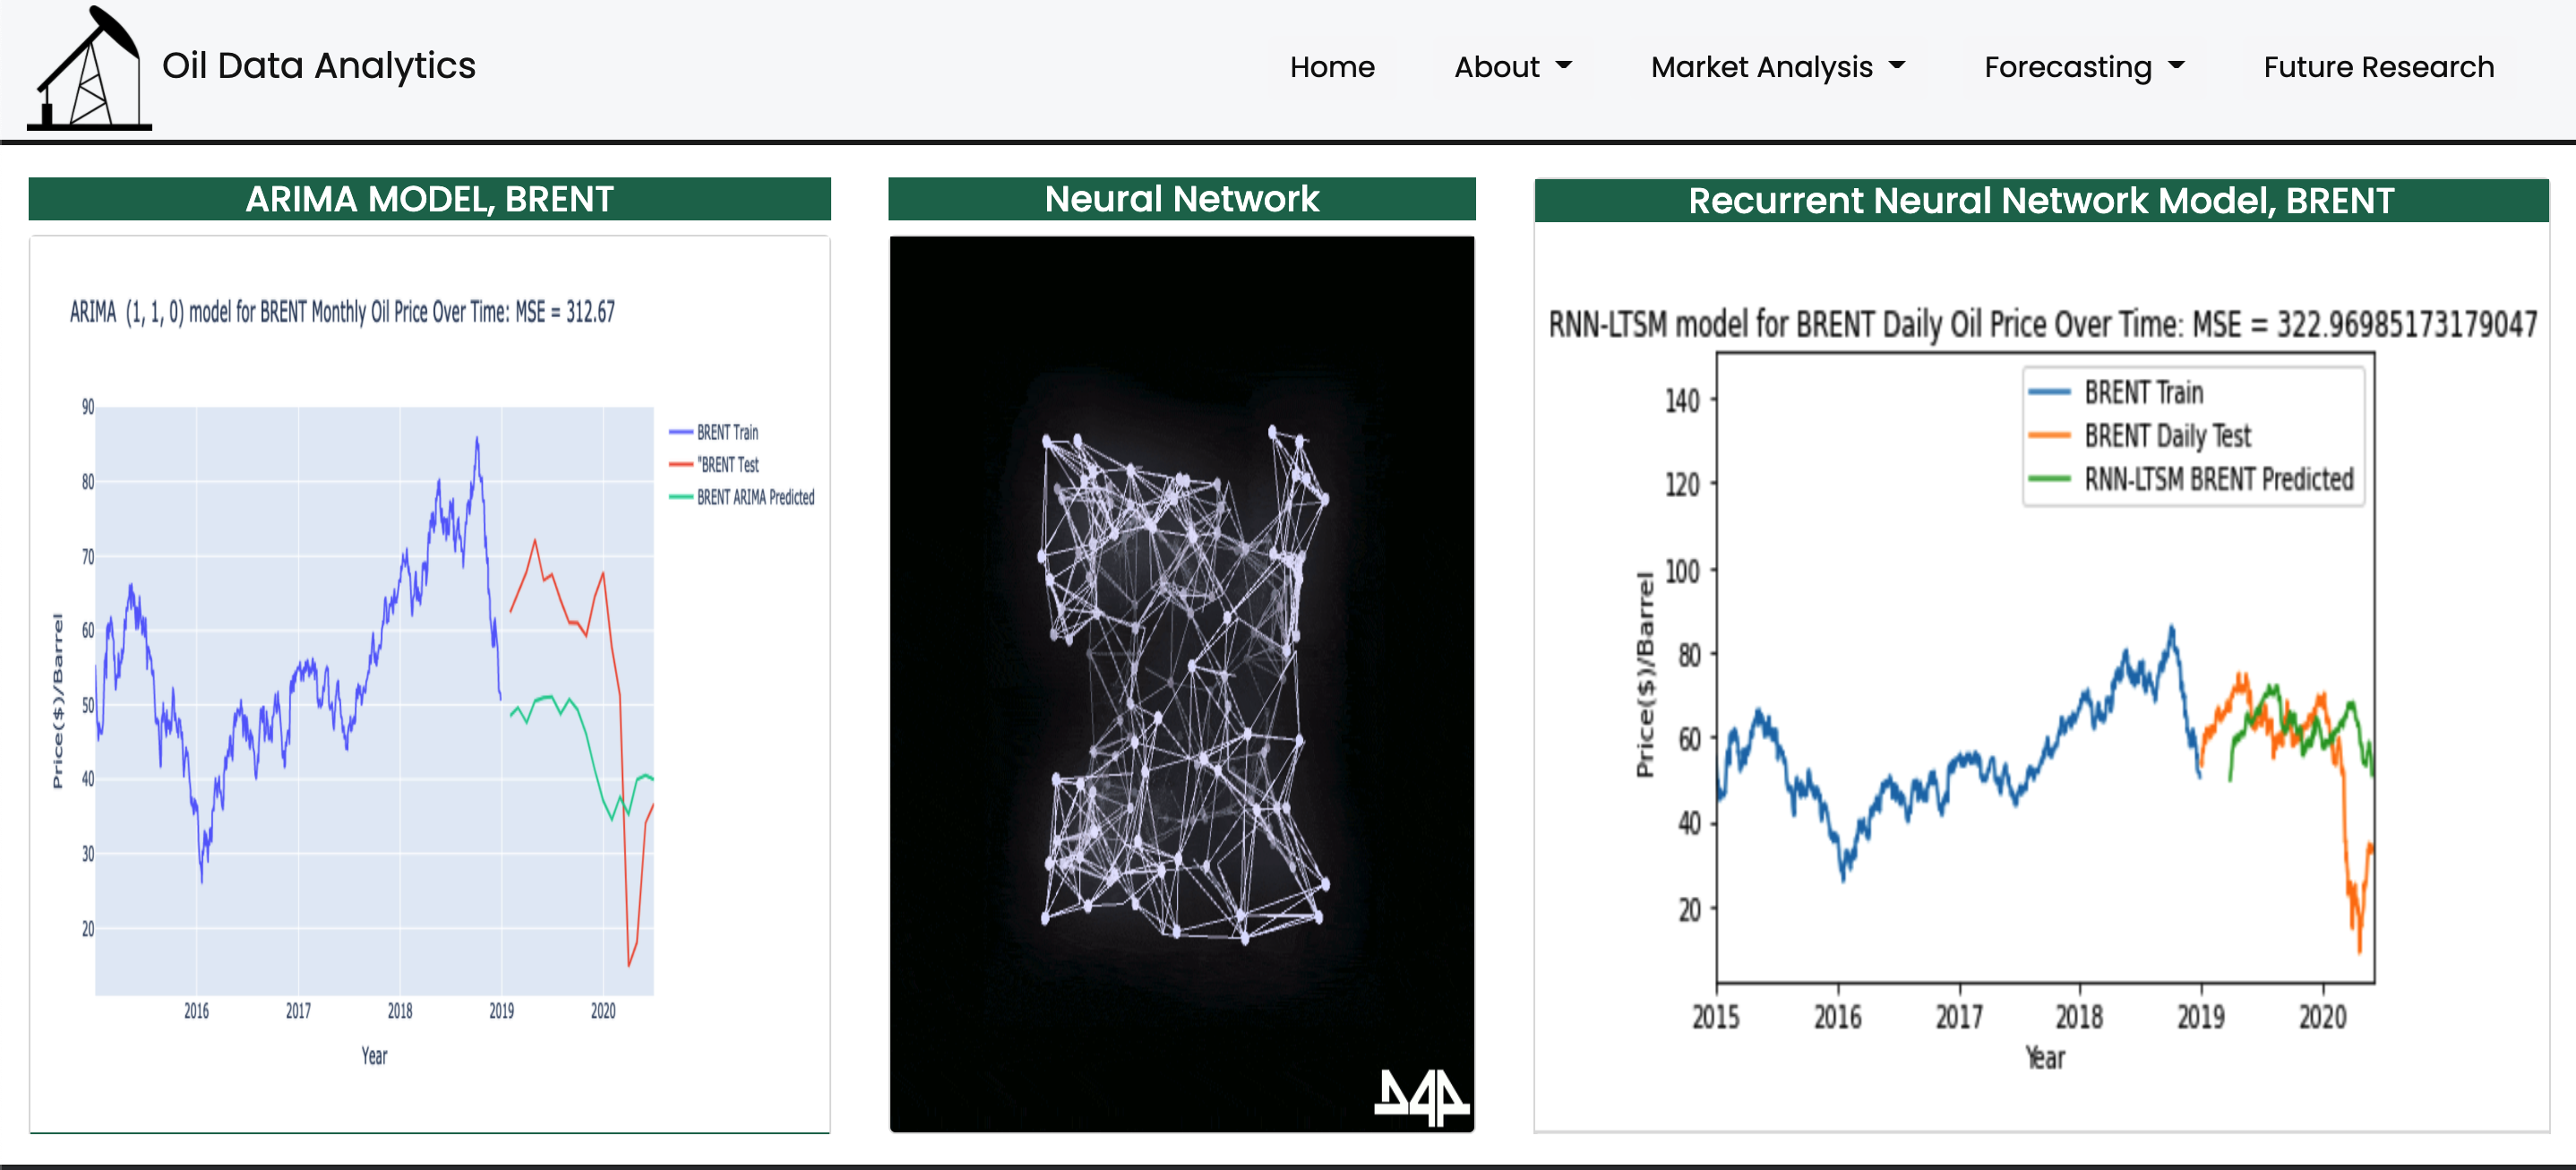 Oil Data Analytics
Home
About
Market Analysis
Forecasting
Future Research
ARIMA MODEL, BRENT
Neural Network
Recurrent Neural Network Model, BRENT
ARIMA (1, 1, 0) model for BRENT Monthly Oil Price Over Time: MSE = 312.67
90
80
70
60
50
40
30
20
Price($)/Barrel
2016
2017
2018
2019
2020
Year
BRENT Train
"BRENT Test
BRENT ARIMA Predicted
RNN-LTSM model for BRENT Daily Oil Price Over Time: MSE = 322.96985173179047
140
120
100
80
60
40
20
Price($)/Barrel
2015
2016
2017
2018
2019
2020
Year
BRENT Train
BRENT Daily Test
RNN-LTSM BRENT Predicted